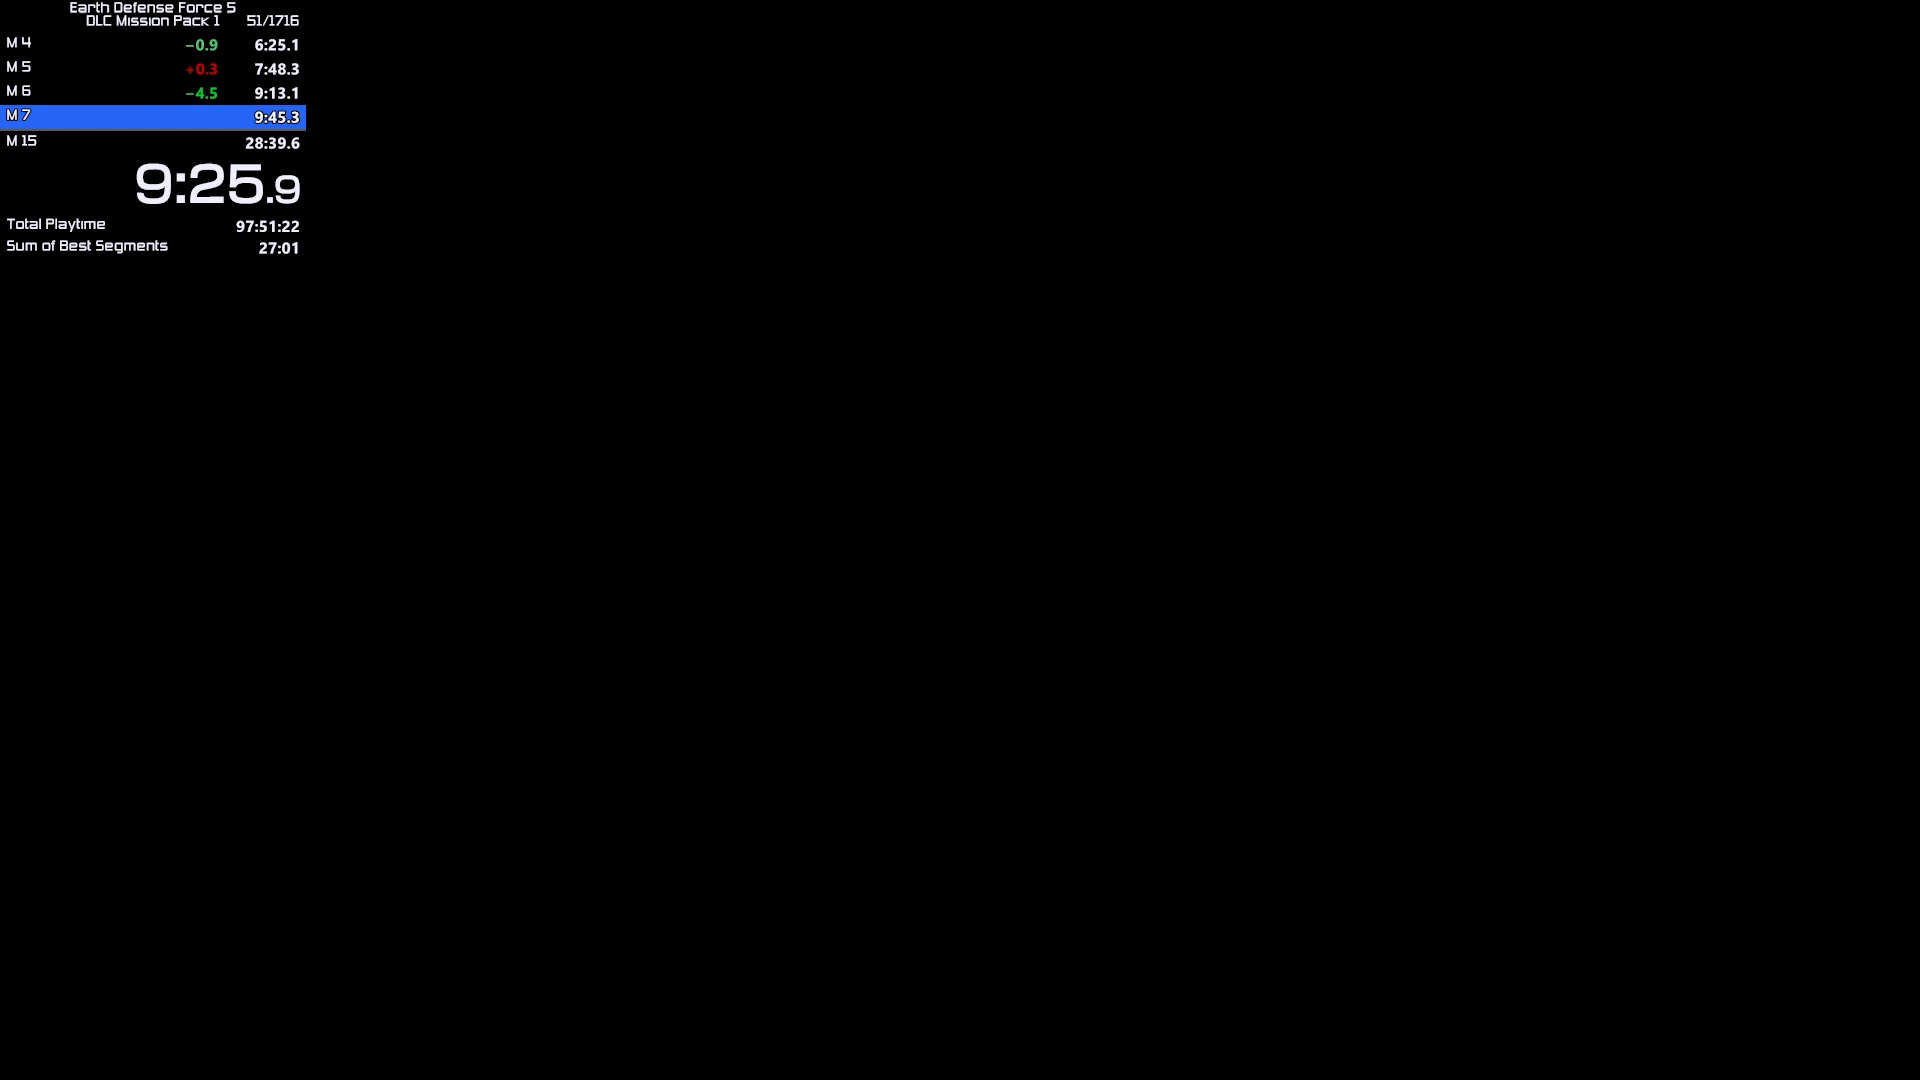 Earth Defense Force 5
DLC Mission Pack 1 51/1716
M 4 −0.9 6:25.1
M 5 +0.3 7:48.3
M 6 −4.5 9:13.1
M 7 9:45.3
M 15 28:39.6
9:25.9
Total Playtime 97:51:22
Sum of Best Segments 27:01